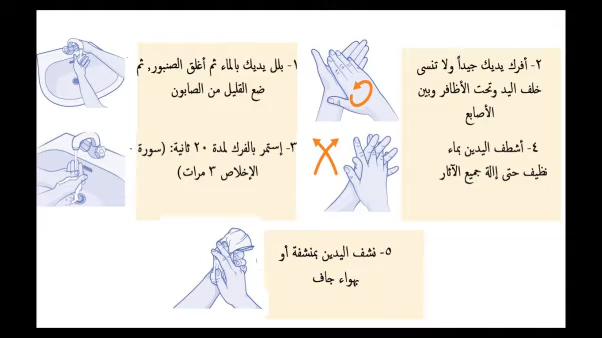 ١- بلل يديك بالماء ثم أغلق الصنبور, ثم
ضع القليل من الصابون
٢- أفرك يديك جيداً ولا تنسى
خلف اليد وتحت الأظافر وبين
الأصابع
٣- إستمر بالفرك لمدة ٢٠ ثانية: (سورة
الإخلاص ٣ مرات)
٤- أشطف اليدين بماء
نظيف حتى إالة جميع الآثار
٥- نشف اليدين بمنشفة أو
بهواء جاف